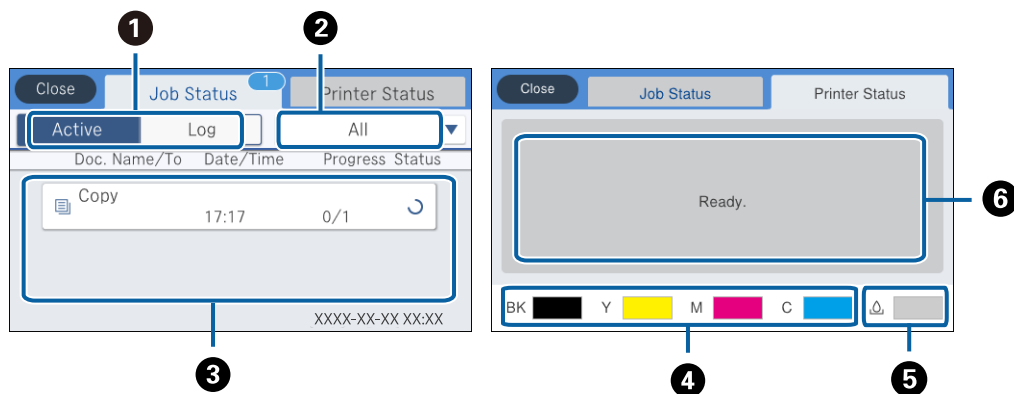 1 2
Close Job Status 1 Printer Status
Active Log All
Doc. Name/To Date/Time Progress Status
Copy
17:17 0/1
XXXX-XX-XX XX:XX
3
Close Job Status Printer Status
Ready.
6
BK Y M C
4 5